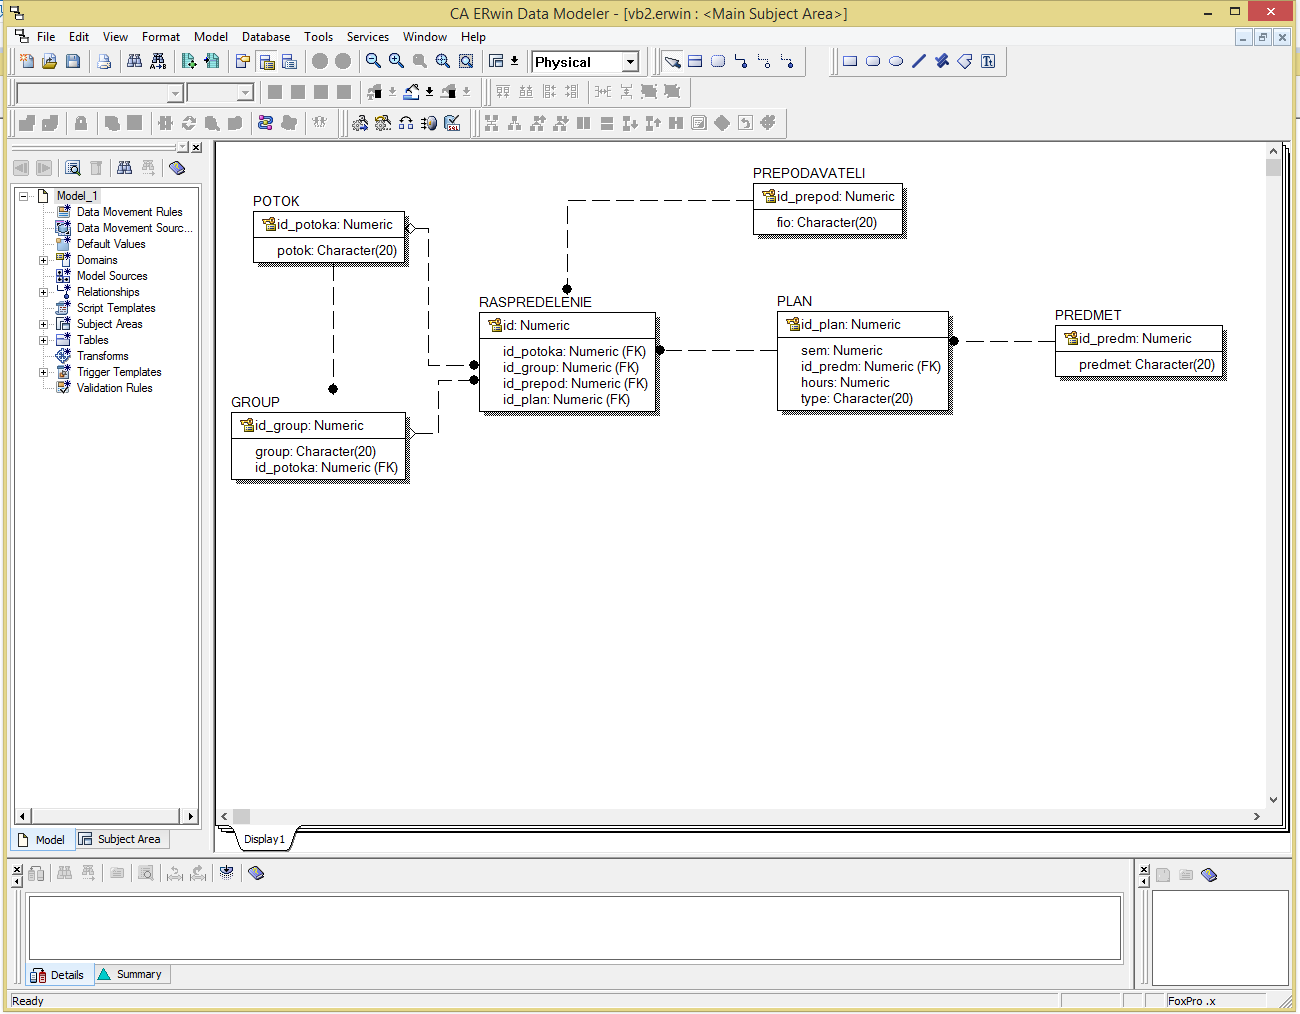 CA ERwin Data Modeler - [vb2.erwin : <Main Subject Area>]
File Edit View Format Model Database Tools Services Window Help
Physical
Model_1
Data Movement Rules
Data Movement Sourc...
Default Values
Domains
Model Sources
Relationships
Script Templates
Subject Areas
Tables
Transforms
Trigger Templates
Validation Rules
Model
Subject Area
POTOK
id_potoka: Numeric
potok: Character(20)
GROUP
id_group: Numeric
group: Character(20)
id_potoka: Numeric (FK)
RASPREDELENIE
id: Numeric
id_potoka: Numeric (FK)
id_group: Numeric (FK)
id_prepod: Numeric (FK)
id_plan: Numeric (FK)
PREPODAVATELI
id_prepod: Numeric
fio: Character(20)
PLAN
id_plan: Numeric
sem: Numeric
id_predm: Numeric (FK)
hours: Numeric
type: Character(20)
PREDMET
id_predm: Numeric
predmet: Character(20)
Display1
Details
Summary
Ready
FoxPro .x